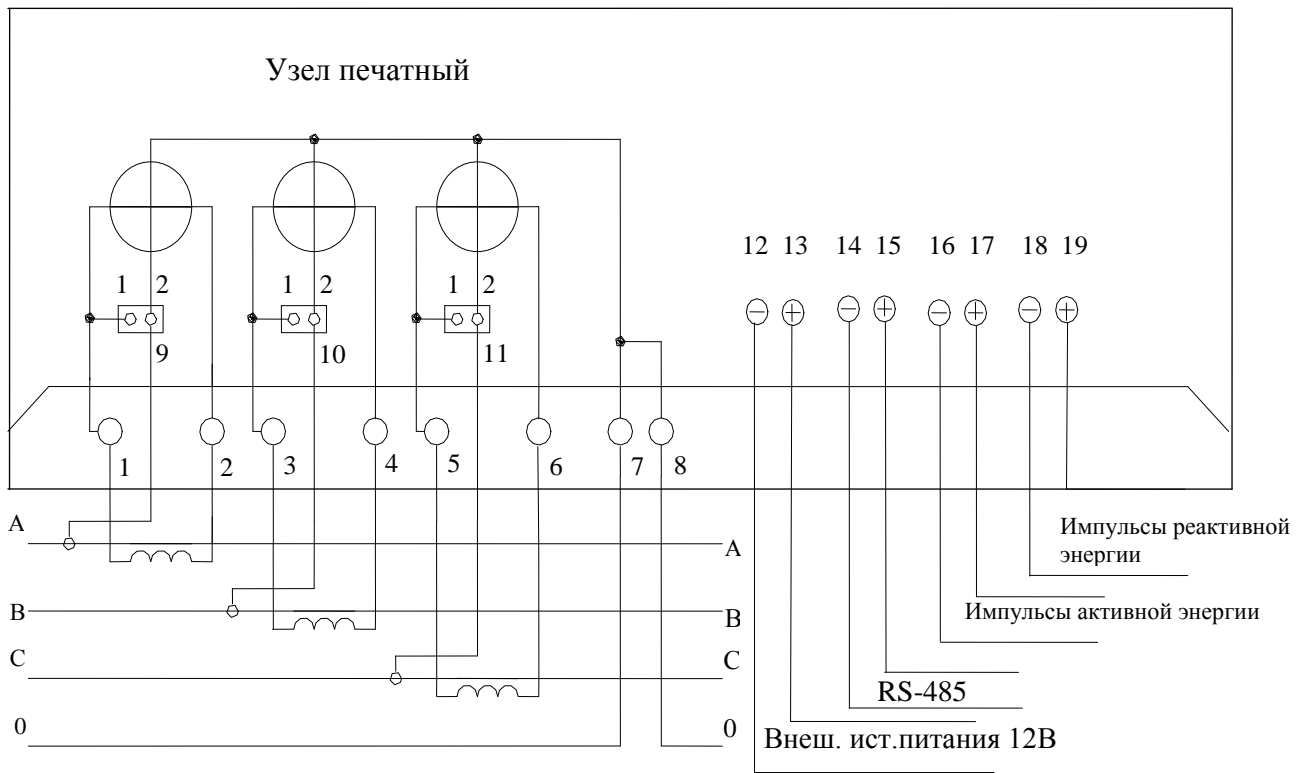 Узел печатный
12 13 14 15 16 17 18 19
1 2 1 2 1 2
9 10 11
1 2 3 4 5 6 7 8
A A
Импульсы реактивной
энергии
B B
Импульсы активной энергии
C C
RS-485
0 0
Внеш. ист.питания 12В